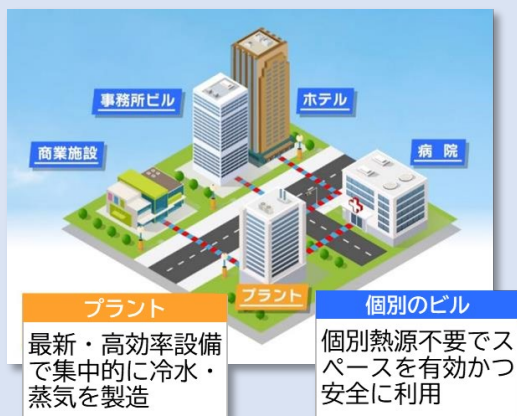 事務所ビル
ホテル
商業施設
病 院
プラント
プラント
最新・高効率設備
で集中的に冷水・
蒸気を製造
個別のビル
個別熱源不要でス
ペースを有効かつ
安全に利用